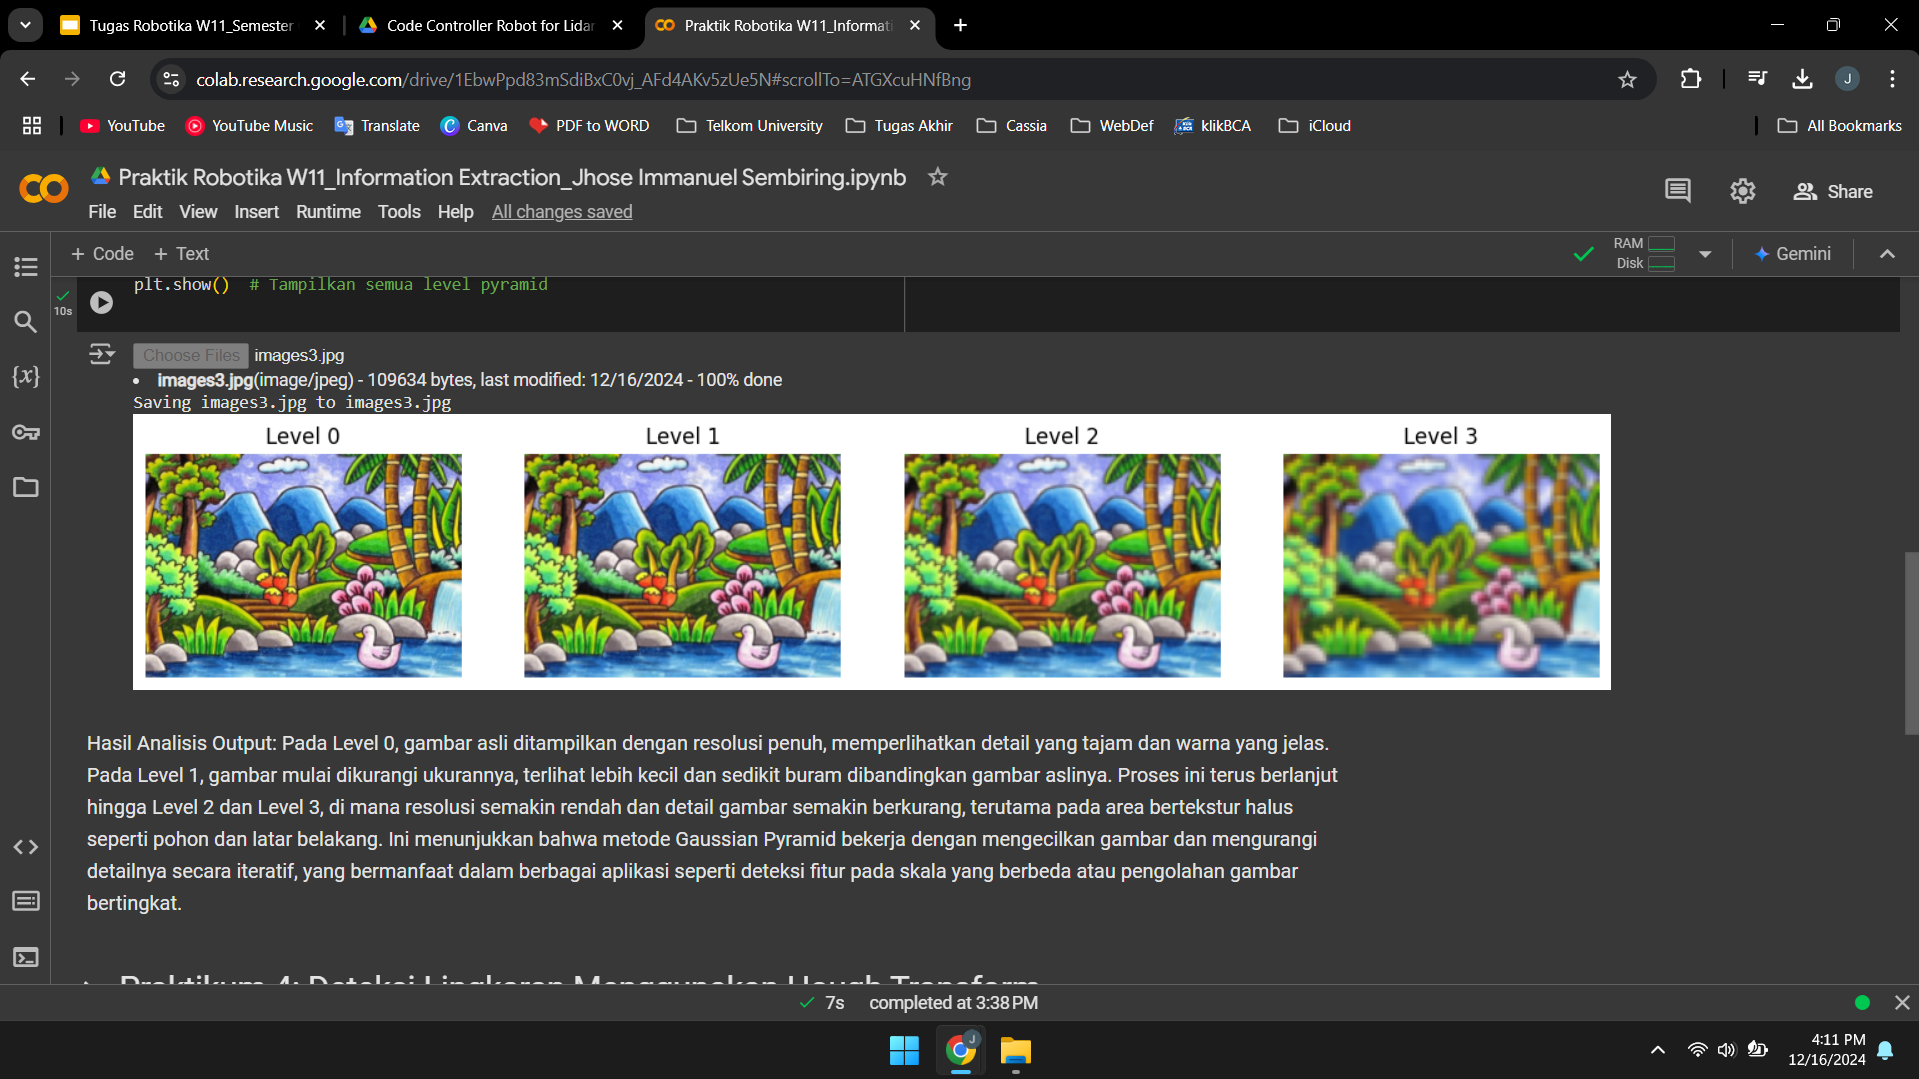 Tugas Robotika W11_Semester
Code Controller Robot for Lidar
Praktik Robotika W11_Informati
colab.research.google.com/drive/1EbwPpd83mSdiBxC0vj_AFd4AKv5zUe5N#scrollTo=ATGXcuHNfBng
J
YouTube
YouTube Music
Translate
Canva
PDF to WORD
Telkom University
Tugas Akhir
Cassia
WebDef
klikBCA
iCloud
All Bookmarks
Praktik Robotika W11_Information Extraction_Jhose Immanuel Sembiring.ipynb
File Edit View Insert Runtime Tools Help All changes saved
Share
+ Code + Text
RAM
Disk
Gemini
plt.show() # Tampilkan semua level pyramid
10s
Choose Files images3.jpg
• images3.jpg(image/jpeg) - 109634 bytes, last modified: 12/16/2024 - 100% done
Saving images3.jpg to images3.jpg
Level 0 Level 1 Level 2 Level 3
Hasil Analisis Output: Pada Level 0, gambar asli ditampilkan dengan resolusi penuh, memperlihatkan detail yang tajam dan warna yang jelas.
Pada Level 1, gambar mulai dikurangi ukurannya, terlihat lebih kecil dan sedikit buram dibandingkan gambar aslinya. Proses ini terus berlanjut
hingga Level 2 dan Level 3, di mana resolusi semakin rendah dan detail gambar semakin berkurang, terutama pada area bertekstur halus
seperti pohon dan latar belakang. Ini menunjukkan bahwa metode Gaussian Pyramid bekerja dengan mengecilkan gambar dan mengurangi
detailnya secara iteratif, yang bermanfaat dalam berbagai aplikasi seperti deteksi fitur pada skala yang berbeda atau pengolahan gambar
bertingkat.
Praktikum 4: Deteksi Lingkaran Menggunakan Hough Transform
7s completed at 3:38 PM
4:11 PM
12/16/2024